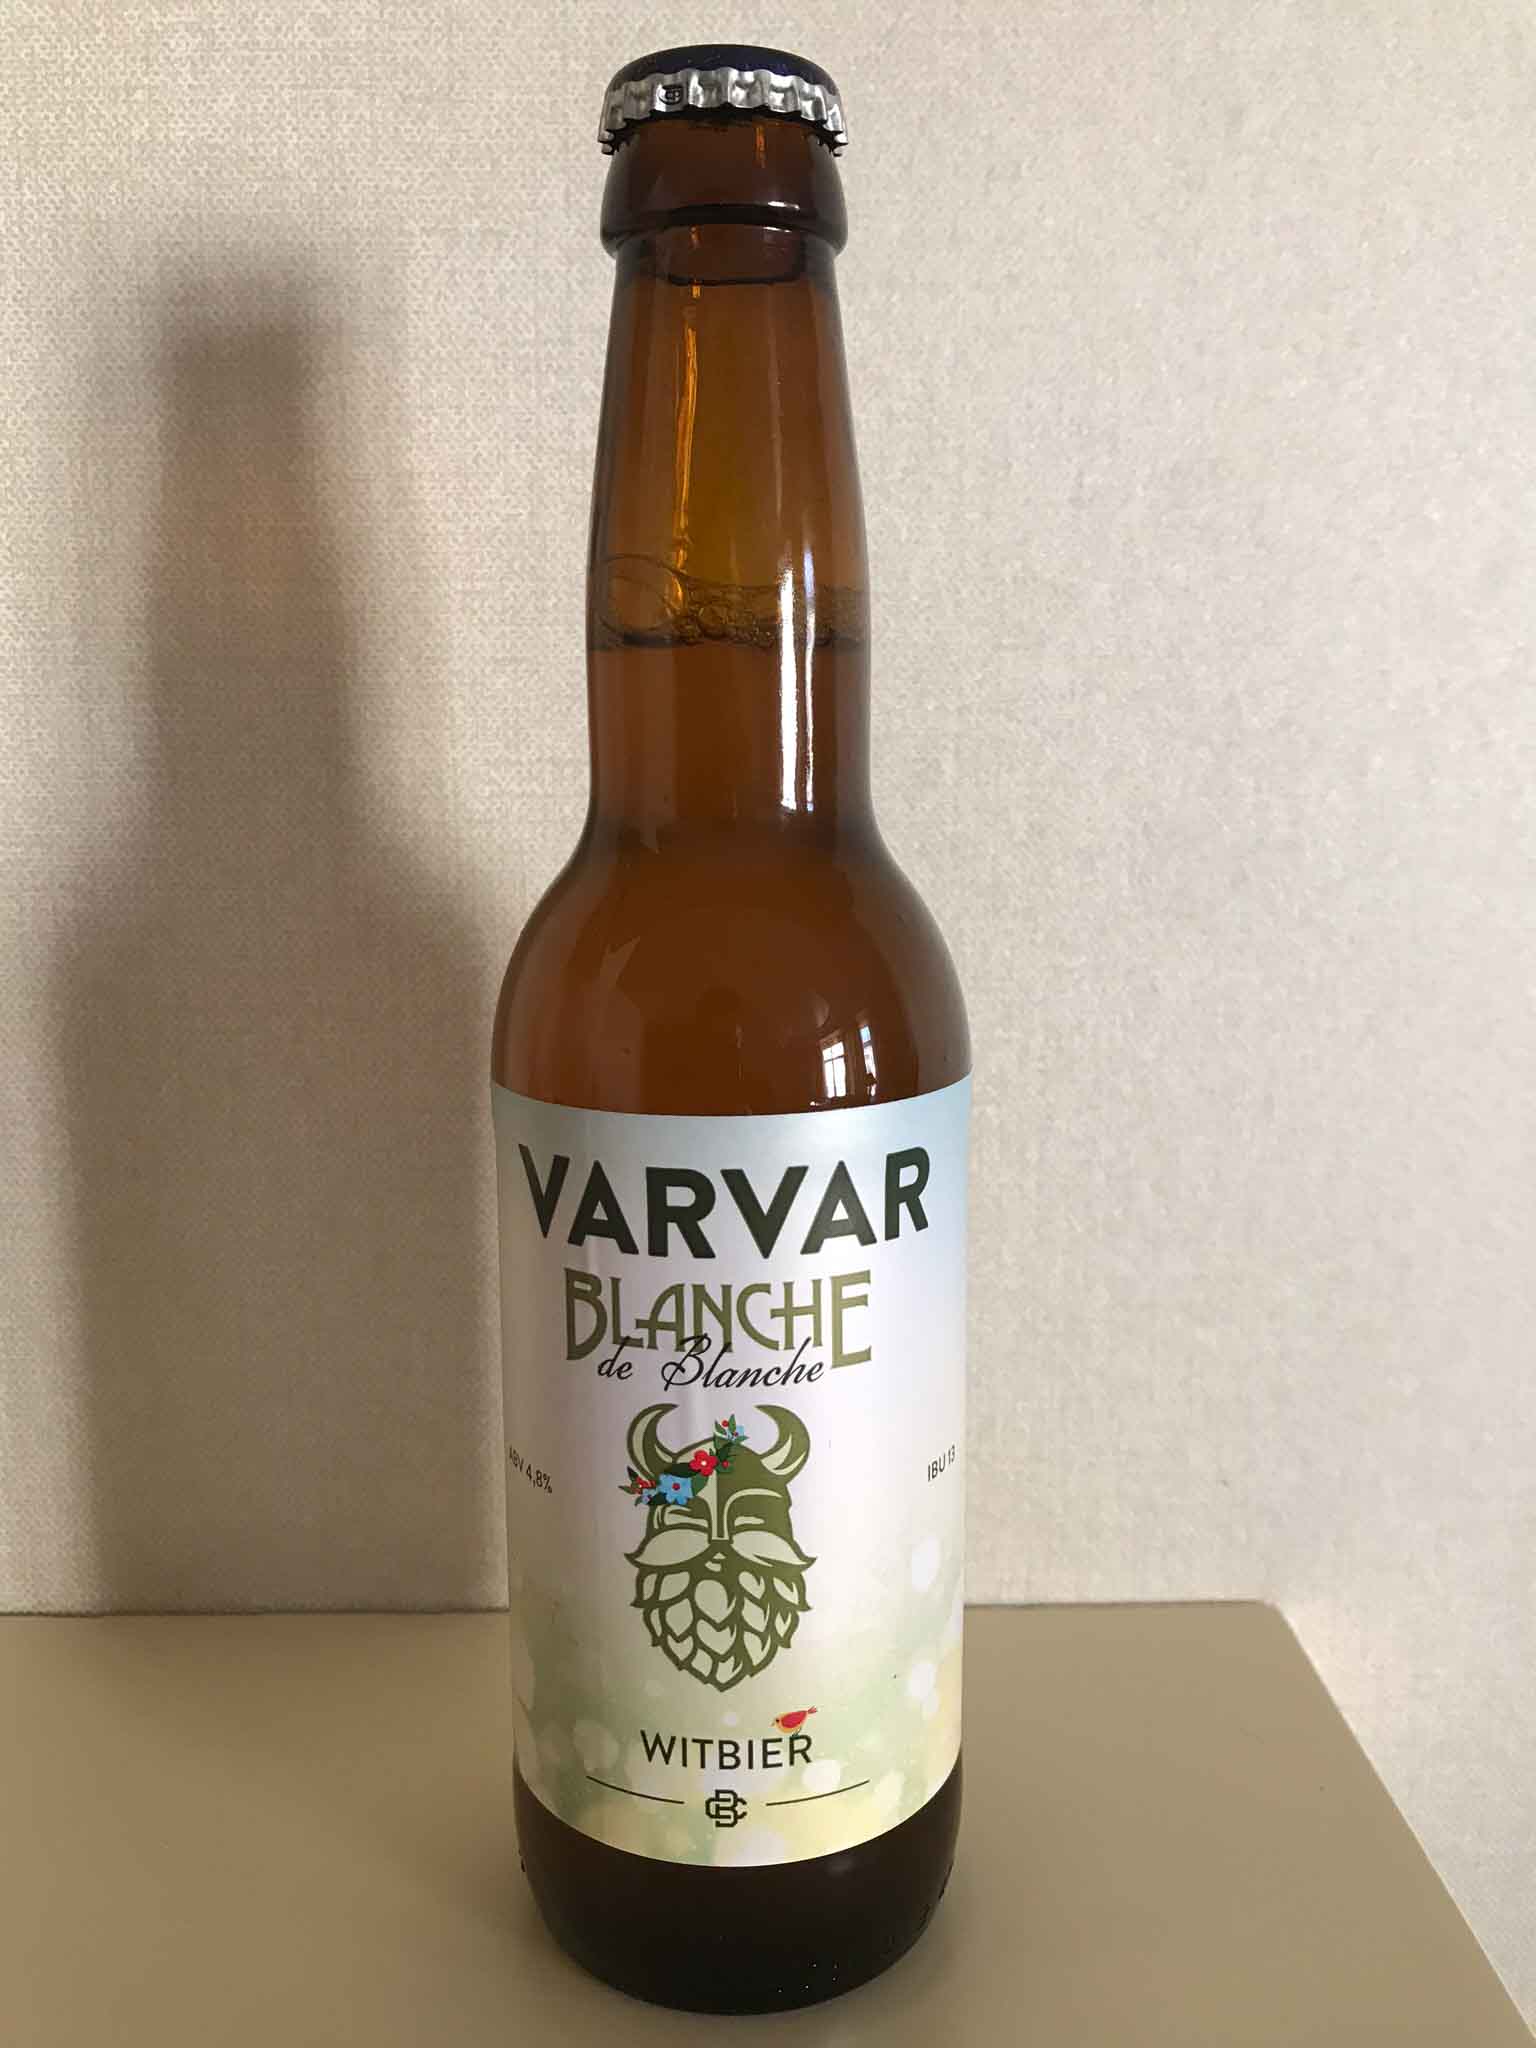 VARVAR
BLANCHE
de Blanche
ABV 4,8%
IBU 13
WITBIER